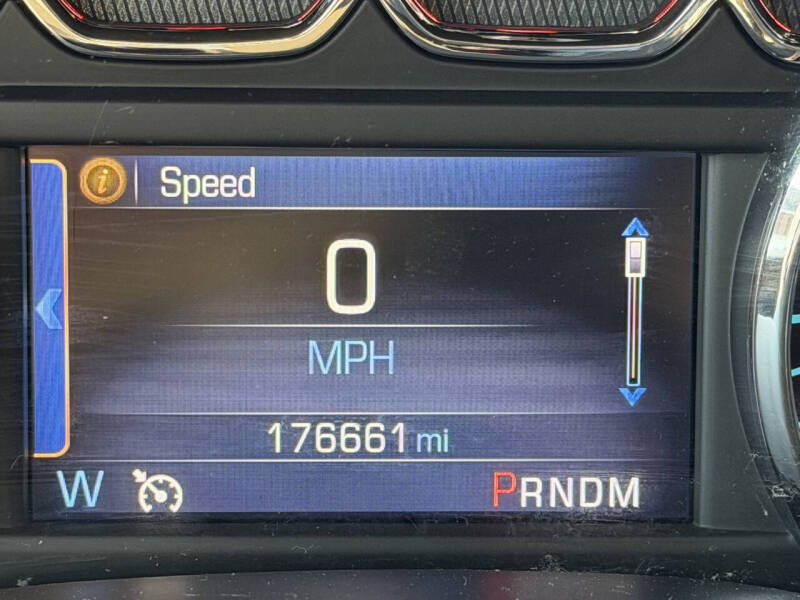 i Speed
0
MPH
176661 mi
W PRNDM